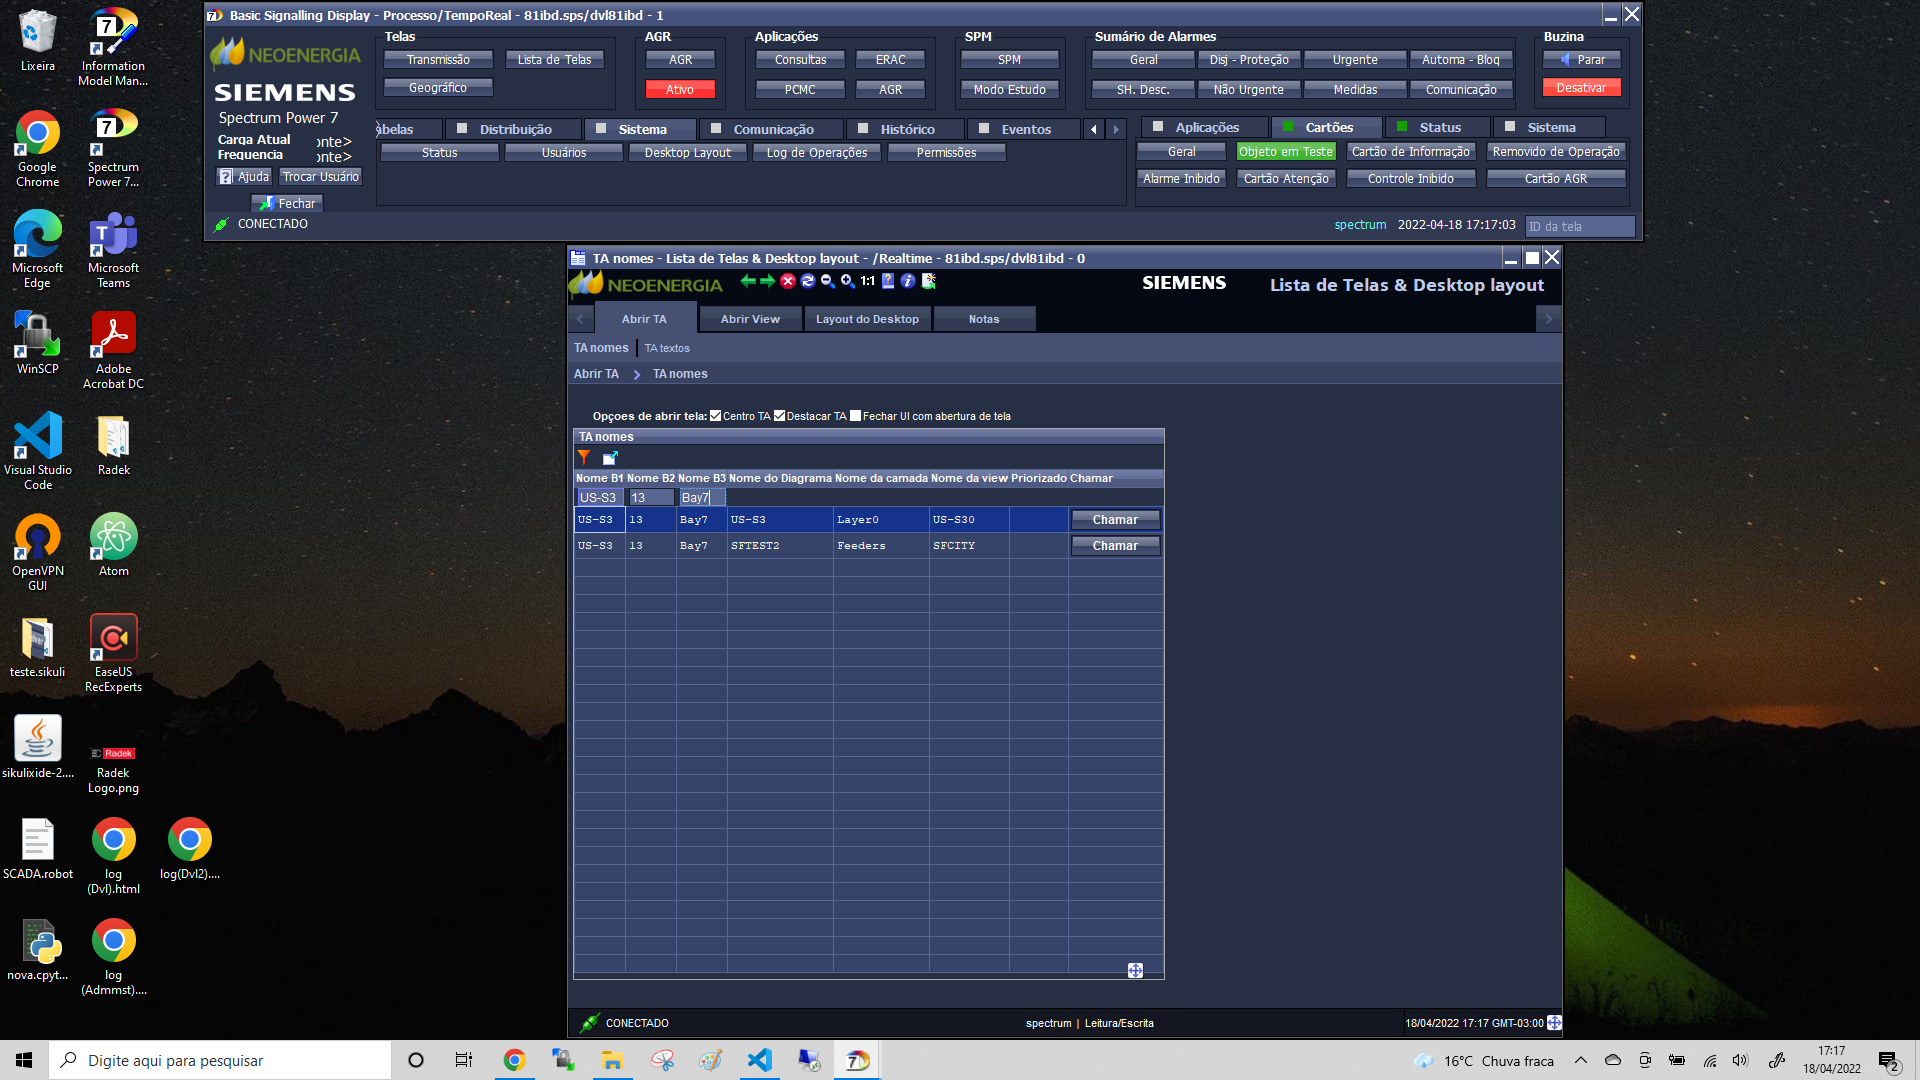 Lixeira
Information
Model Man...
Google
Chrome
Spectrum
Power 7...
Microsoft
Edge
Microsoft
Teams
WinSCP
Adobe
Acrobat DC
Visual Studio
Code
Radek
OpenVPN
GUI
Atom
teste.sikuli
EaseUS
RecExperts
sikulixide-2....
Radek
Logo.png
SCADA.robot
log
(Dvl).html
log(Dvl2)....
nova.cpyt...
log
(Admmst)....
Basic Signalling Display - Processo/TempoReal - 81ibd.sps/dvl81ibd - 1
NEOENERGIA
SIEMENS
Spectrum Power 7
Carga Atual onte>
Frequencia onte>
Ajuda Trocar Usuário
Fechar
CONECTADO
Telas
Transmissão Lista de Telas
Geográfico
AGR
AGR
Ativo
Aplicações
Consultas ERAC
PCMC AGR
SPM
SPM
Modo Estudo
Sumário de Alarmes
Geral Disj - Proteção Urgente Automa - Bloq
SH. Desc. Não Urgente Medidas Comunicação
Buzina
Parar
Desativar
abelas Distribuição Sistema Comunicação Histórico Eventos
Status Usuários Desktop Layout Log de Operações Permissões
Aplicações Cartões Status Sistema
Geral Objeto em Teste Cartão de Informação Removido de Operação
Alarme Inibido Cartão Atenção Controle Inibido Cartão AGR
spectrum 2022-04-18 17:17:03 ID da tela
TA nomes - Lista de Telas & Desktop layout - /Realtime - 81ibd.sps/dvl81ibd - 0
NEOENERGIA 1:1 SIEMENS Lista de Telas & Desktop layout
Abrir TA Abrir View Layout do Desktop Notas
TA nomes TA textos
Abrir TA TA nomes
Opçoes de abrir tela: Centro TA Destacar TA Fechar UI com abertura de tela
TA nomes
Nome B1 Nome B2 Nome B3 Nome do Diagrama Nome da camada Nome da view Priorizado Chamar
US-S3 13 Bay7
US-S3 13 Bay7 US-S3 Layer0 US-S30 Chamar
US-S3 13 Bay7 SFTEST2 Feeders SFCITY Chamar
CONECTADO spectrum | Leitura/Escrita 18/04/2022 17:17 GMT-03:00
Digite aqui para pesquisar
16°C Chuva fraca
17:17
18/04/2022
2